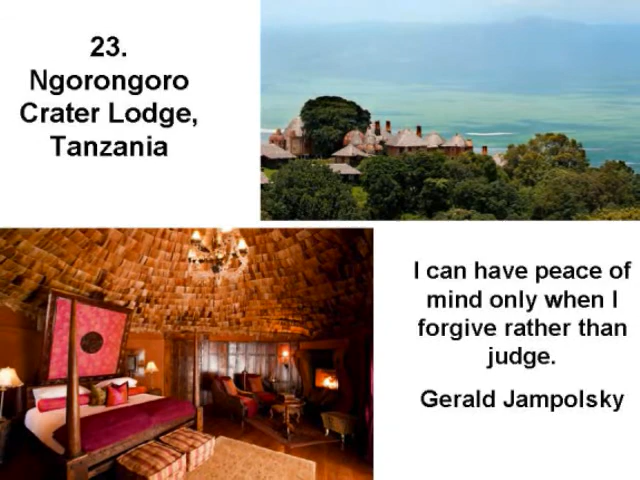 23.
Ngorongoro
Crater Lodge,
Tanzania
I can have peace of
mind only when I
forgive rather than
judge.
Gerald Jampolsky